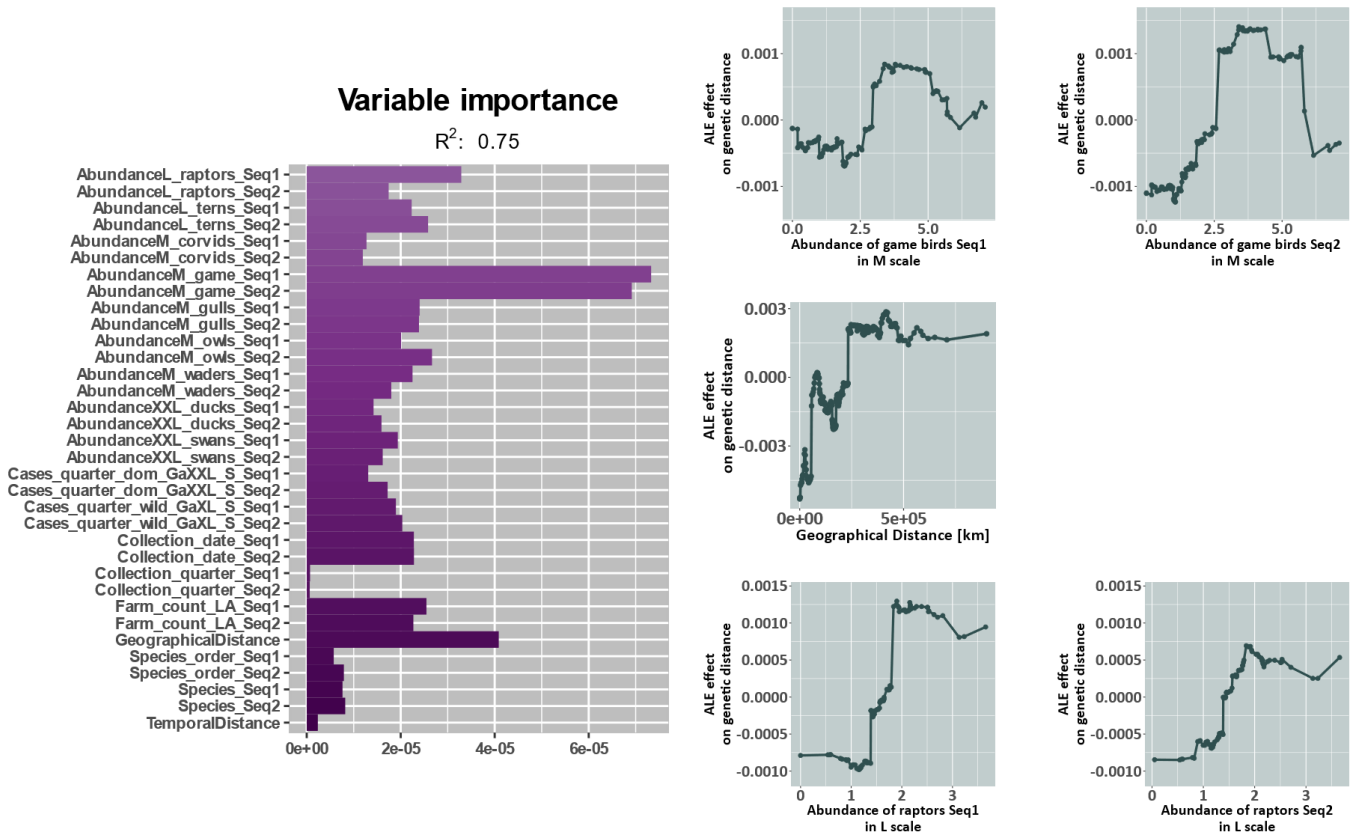 Variable importance
R²: 0.75
AbundanceL_raptors_Seq1
AbundanceL_raptors_Seq2
AbundanceL_terns_Seq1
AbundanceL_terns_Seq2
AbundanceM_corvids_Seq1
AbundanceM_corvids_Seq2
AbundanceM_game_Seq1
AbundanceM_game_Seq2
AbundanceM_gulls_Seq1
AbundanceM_gulls_Seq2
AbundanceM_owls_Seq1
AbundanceM_owls_Seq2
AbundanceM_waders_Seq1
AbundanceM_waders_Seq2
AbundanceXXL_ducks_Seq1
AbundanceXXL_ducks_Seq2
AbundanceXXL_swans_Seq1
AbundanceXXL_swans_Seq2
Cases_quarter_dom_GaXXL_S_Seq1
Cases_quarter_dom_GaXXL_S_Seq2
Cases_quarter_wild_GaXL_S_Seq1
Cases_quarter_wild_GaXL_S_Seq2
Collection_date_Seq1
Collection_date_Seq2
Collection_quarter_Seq1
Collection_quarter_Seq2
Farm_count_LA_Seq1
Farm_count_LA_Seq2
GeographicalDistance
Species_order_Seq1
Species_order_Seq2
Species_Seq1
Species_Seq2
TemporalDistance
0e+00 2e-05 4e-05 6e-05
ALE effect
on genetic distance
0.001
0.000
-0.001
0.0 2.5 5.0
Abundance of game birds Seq1
in M scale
ALE effect
on genetic distance
0.001
0.000
-0.001
0.0 2.5 5.0
Abundance of game birds Seq2
in M scale
ALE effect
on genetic distance
0.003
0.000
-0.003
0e+00 5e+05
Geographical Distance [km]
ALE effect
on genetic distance
0.0015
0.0010
0.0005
0.0000
-0.0005
-0.0010
0 1 2 3
Abundance of raptors Seq1
in L scale
ALE effect
on genetic distance
0.0015
0.0010
0.0005
0.0000
-0.0005
-0.0010
0 1 2 3
Abundance of raptors Seq2
in L scale